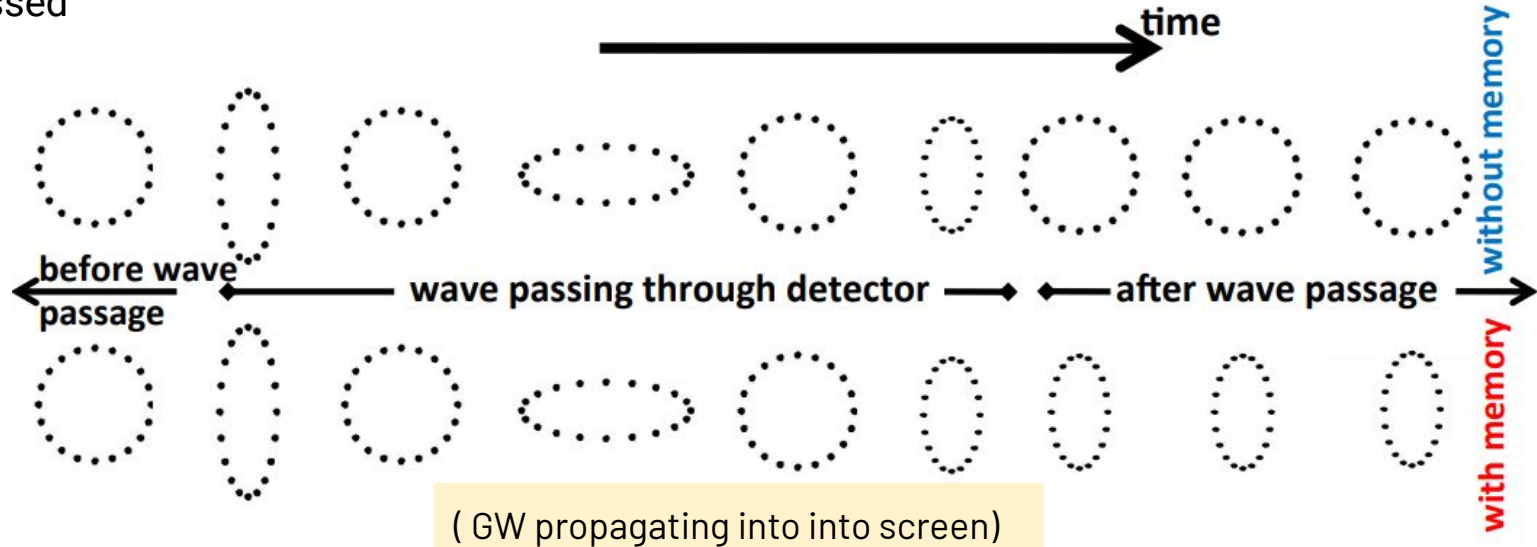 ssed
time
without memory
before wave
passage
wave passing through detector
after wave passage
with memory
( GW propagating into into screen)